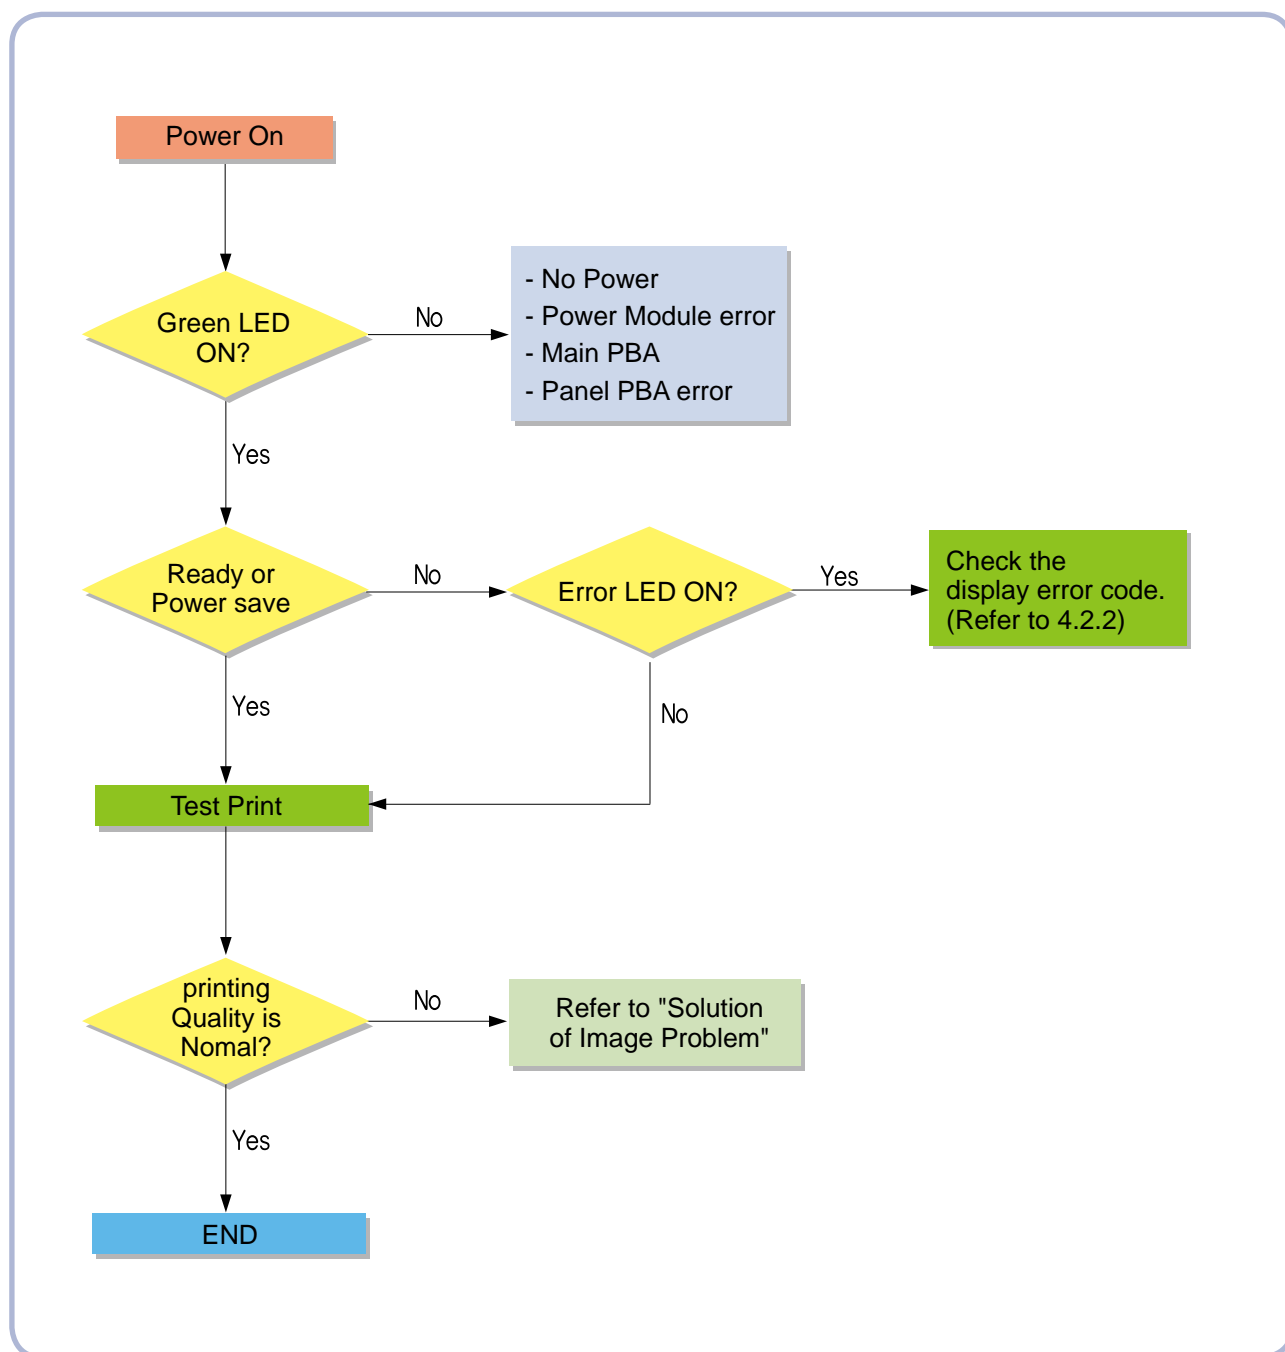 Power On
Green LED
ON?
No
- No Power
- Power Module error
- Main PBA
- Panel PBA error
Yes
Ready or
Power save
No
Error LED ON?
Yes
Check the
display error code.
(Refer to 4.2.2)
Yes
No
Test Print
printing
Quality is
Nomal?
No
Refer to "Solution
of Image Problem"
Yes
END